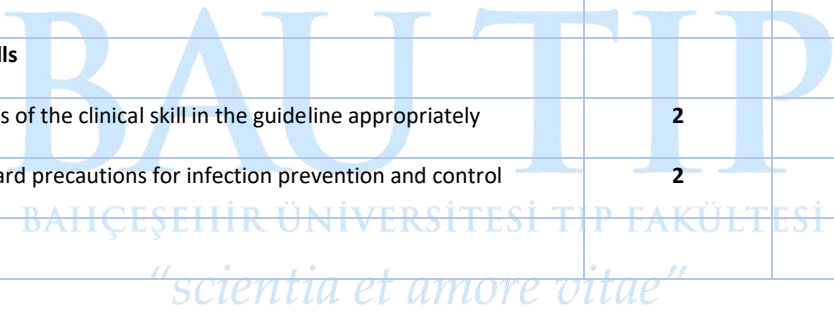 BAU TIP
lls
s of the clinical skill in the guideline appropriately 2
ard precautions for infection prevention and control 2
BAHÇEŞEHİR ÜNİVERSİTESİ TIP FAKÜLTESİ
"scientia et amore vitae"